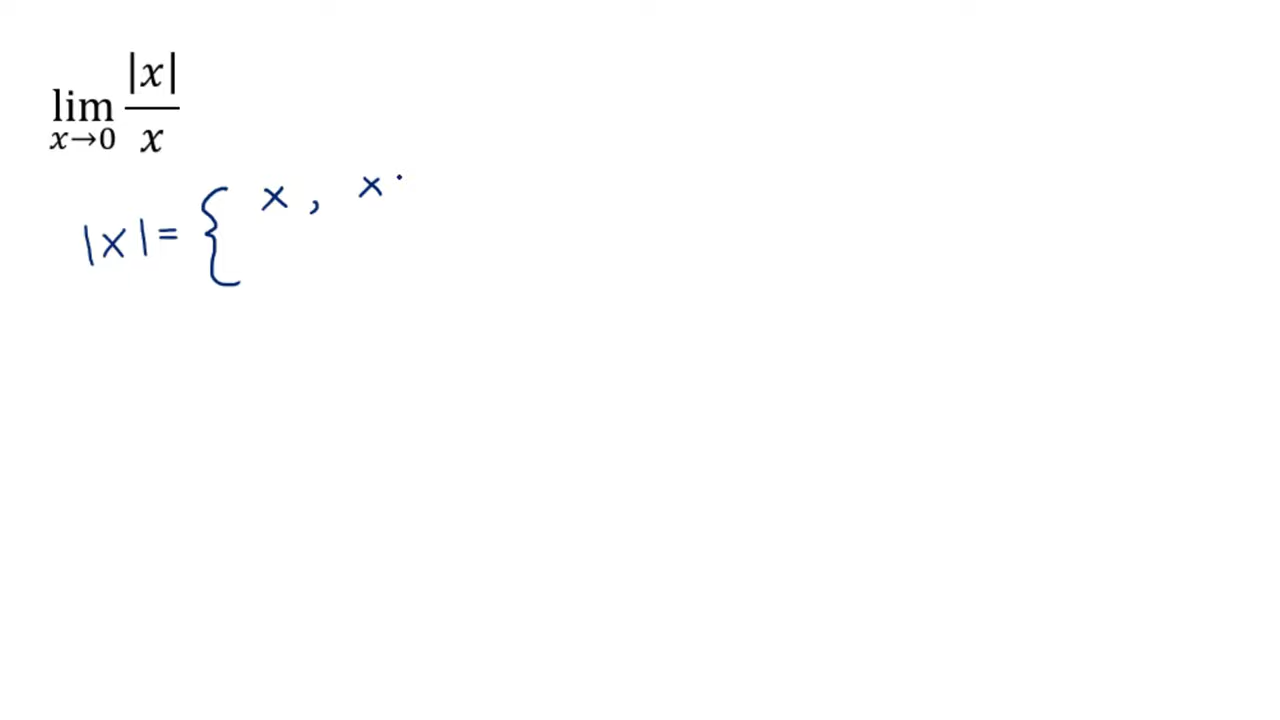 lim x→0 |x|/x
|x| = { x , x